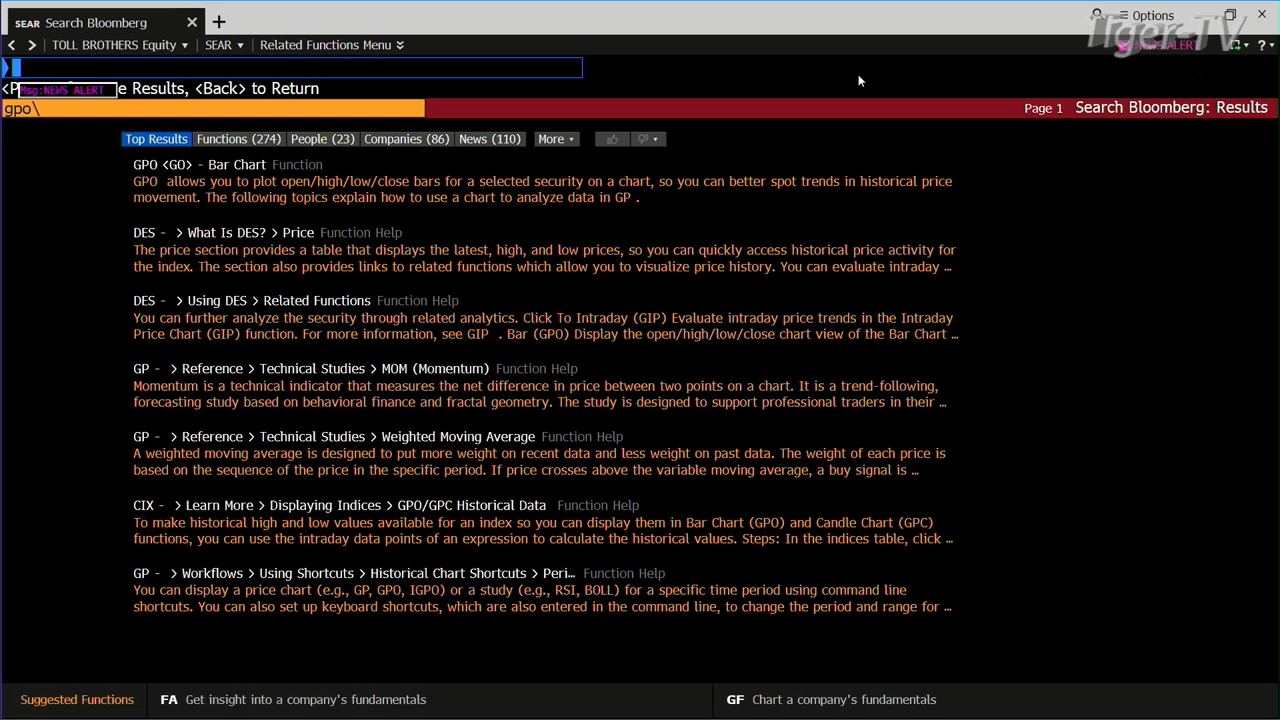 SEAR Search Bloomberg
Options
TOLL BROTHERS Equity SEAR Related Functions Menu
NEWS ALERT
Tiger-TV
Msg:NEWS ALERT
e Results, <Back> to Return
gpo\
Page 1 Search Bloomberg: Results
Top Results Functions (274) People (23) Companies (86) News (110) More
GPO <GO> - Bar Chart Function
GPO allows you to plot open/high/low/close bars for a selected security on a chart, so you can better spot trends in historical price
movement. The following topics explain how to use a chart to analyze data in GP .
DES - > What Is DES? > Price Function Help
The price section provides a table that displays the latest, high, and low prices, so you can quickly access historical price activity for
the index. The section also provides links to related functions which allow you to visualize price history. You can evaluate intraday …
DES - > Using DES > Related Functions Function Help
You can further analyze the security through related analytics. Click To Intraday (GIP) Evaluate intraday price trends in the Intraday
Price Chart (GIP) function. For more information, see GIP . Bar (GPO) Display the open/high/low/close chart view of the Bar Chart …
GP - > Reference > Technical Studies > MOM (Momentum) Function Help
Momentum is a technical indicator that measures the net difference in price between two points on a chart. It is a trend-following,
forecasting study based on behavioral finance and fractal geometry. The study is designed to support professional traders in their …
GP - > Reference > Technical Studies > Weighted Moving Average Function Help
A weighted moving average is designed to put more weight on recent data and less weight on past data. The weight of each price is
based on the sequence of the price in the specific period. If price crosses above the variable moving average, a buy signal is …
CIX - > Learn More > Displaying Indices > GPO/GPC Historical Data Function Help
To make historical high and low values available for an index so you can display them in Bar Chart (GPO) and Candle Chart (GPC)
functions, you can use the intraday data points of an expression to calculate the historical values. Steps: In the indices table, click …
GP - > Workflows > Using Shortcuts > Historical Chart Shortcuts > Peri… Function Help
You can display a price chart (e.g., GP, GPO, IGPO) or a study (e.g., RSI, BOLL) for a specific time period using command line
shortcuts. You can also set up keyboard shortcuts, which are also entered in the command line, to change the period and range for …
Suggested Functions FA Get insight into a company's fundamentals GF Chart a company's fundamentals